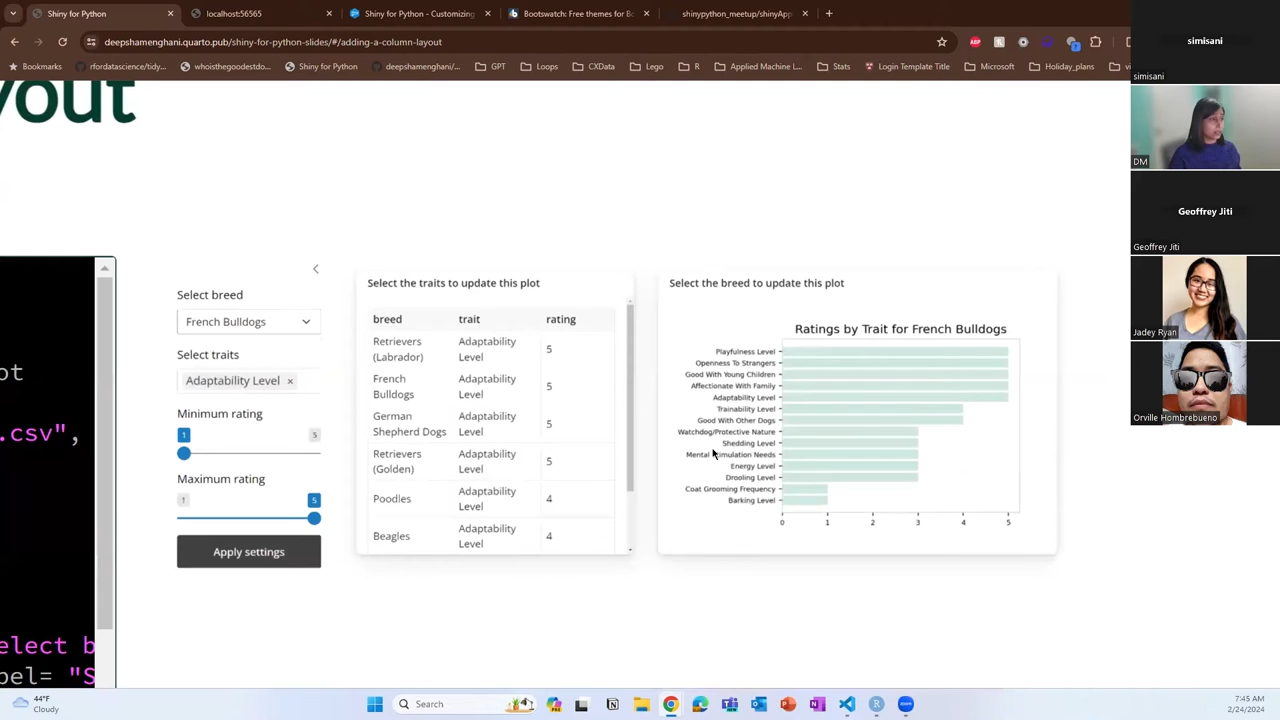 Shiny for Python
localhost:56565
Shiny for Python - Customizing
Bootswatch: Free themes for Bo
shinypython_meetup/shinyApp
deepshamenghani.quarto.pub/shiny-for-python-slides/#/adding-a-column-layout
Bookmarks
rfordatascience/tidy...
whoisthegoodestdo...
Shiny for Python
deepshamenghani/...
GPT
Loops
CXData
Lego
R
Applied Machine L...
Stats
Login Template Title
Modeling
Mosaic
Holiday_plans
yout
ot
.csv",
elect b
pel= "S
Select breed
French Bulldogs
Select traits
Adaptability Level ×
Minimum rating
1 5
Maximum rating
1 5
Apply settings
Select the traits to update this plot
breed trait rating
Retrievers (Labrador) Adaptability Level 5
French Bulldogs Adaptability Level 5
German Shepherd Dogs Adaptability Level 5
Retrievers (Golden) Adaptability Level 5
Poodles Adaptability Level 4
Beagles Adaptability Level 4
Select the breed to update this plot
Ratings by Trait for French Bulldogs
Playfulness Level
Openness To Strangers
Good With Young Children
Affectionate With Family
Adaptability Level
Trainability Level
Good With Other Dogs
Watchdog/Protective Nature
Shedding Level
Mental Stimulation Needs
Energy Level
Drooling Level
Coat Grooming Frequency
Barking Level
0 1 2 3 4 5
simisani
simisani
DM
Geoffrey Jiti
Geoffrey Jiti
Jadey Ryan
Orville Hombrebueno
44°F
Cloudy
Search
7:45 AM
2/24/2024